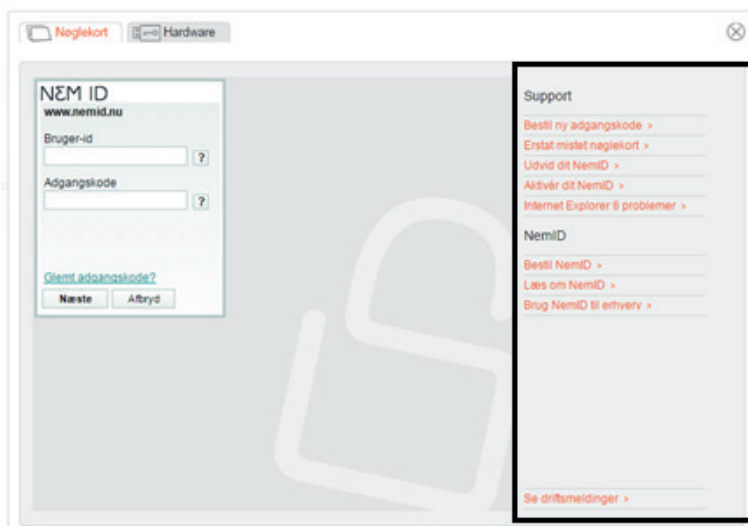 Nøglekort
Hardware
NΣM ID
www.nemid.nu
Bruger-id
?
Adgangskode
?
Glemt adgangskode?
Næste
Afbryd
Support
Bestil ny adgangskode >
Erstat mistet nøglekort >
Udvid dit NemID >
Aktivér dit NemID >
Internet Explorer 8 problemer >
NemID
Bestil NemID >
Læs om NemID >
Brug NemID til erhverv >
Se driftsmeldinger >